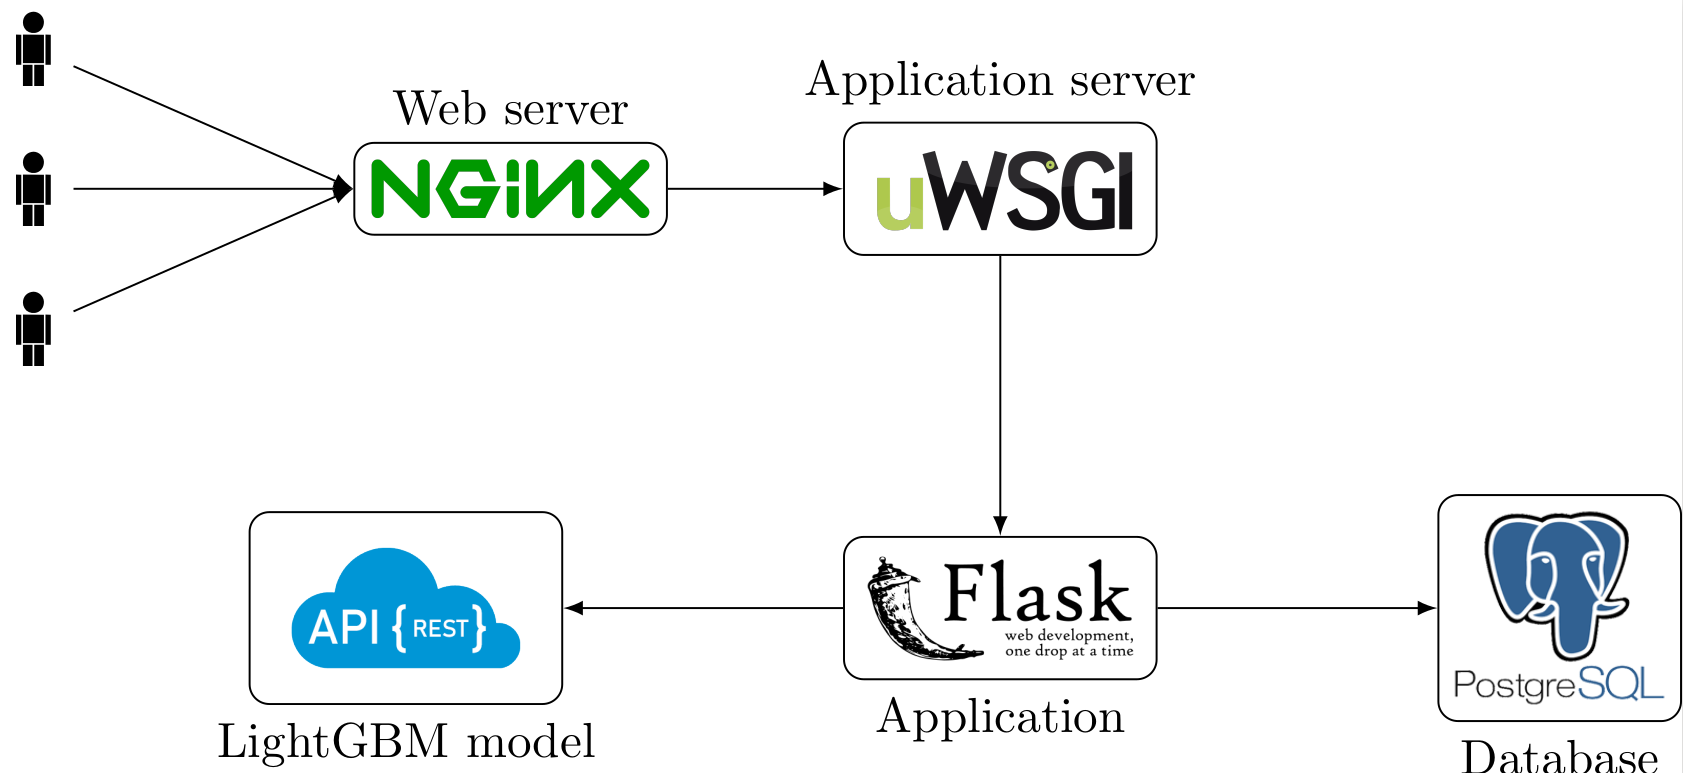 Web server
NGiNX
Application server
uWSGI
API {REST}
LightGBM model
Flask
web development,
one drop at a time
Application
PostgreSQL
Database